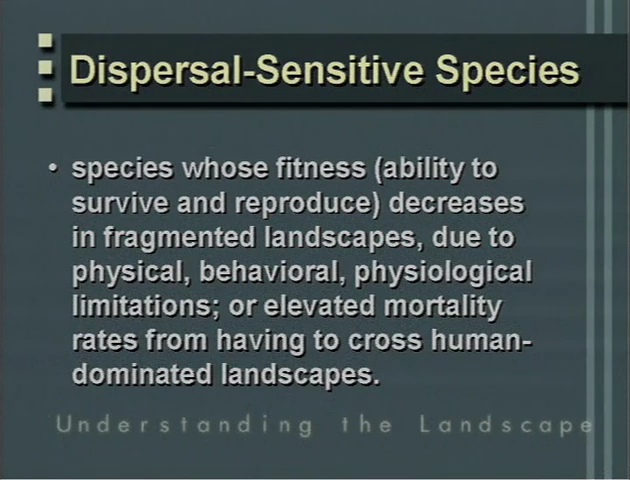 Dispersal-Sensitive Species
• species whose fitness (ability to
survive and reproduce) decreases
in fragmented landscapes, due to
physical, behavioral, physiological
limitations; or elevated mortality
rates from having to cross human-
dominated landscapes.
Understanding the Landscape